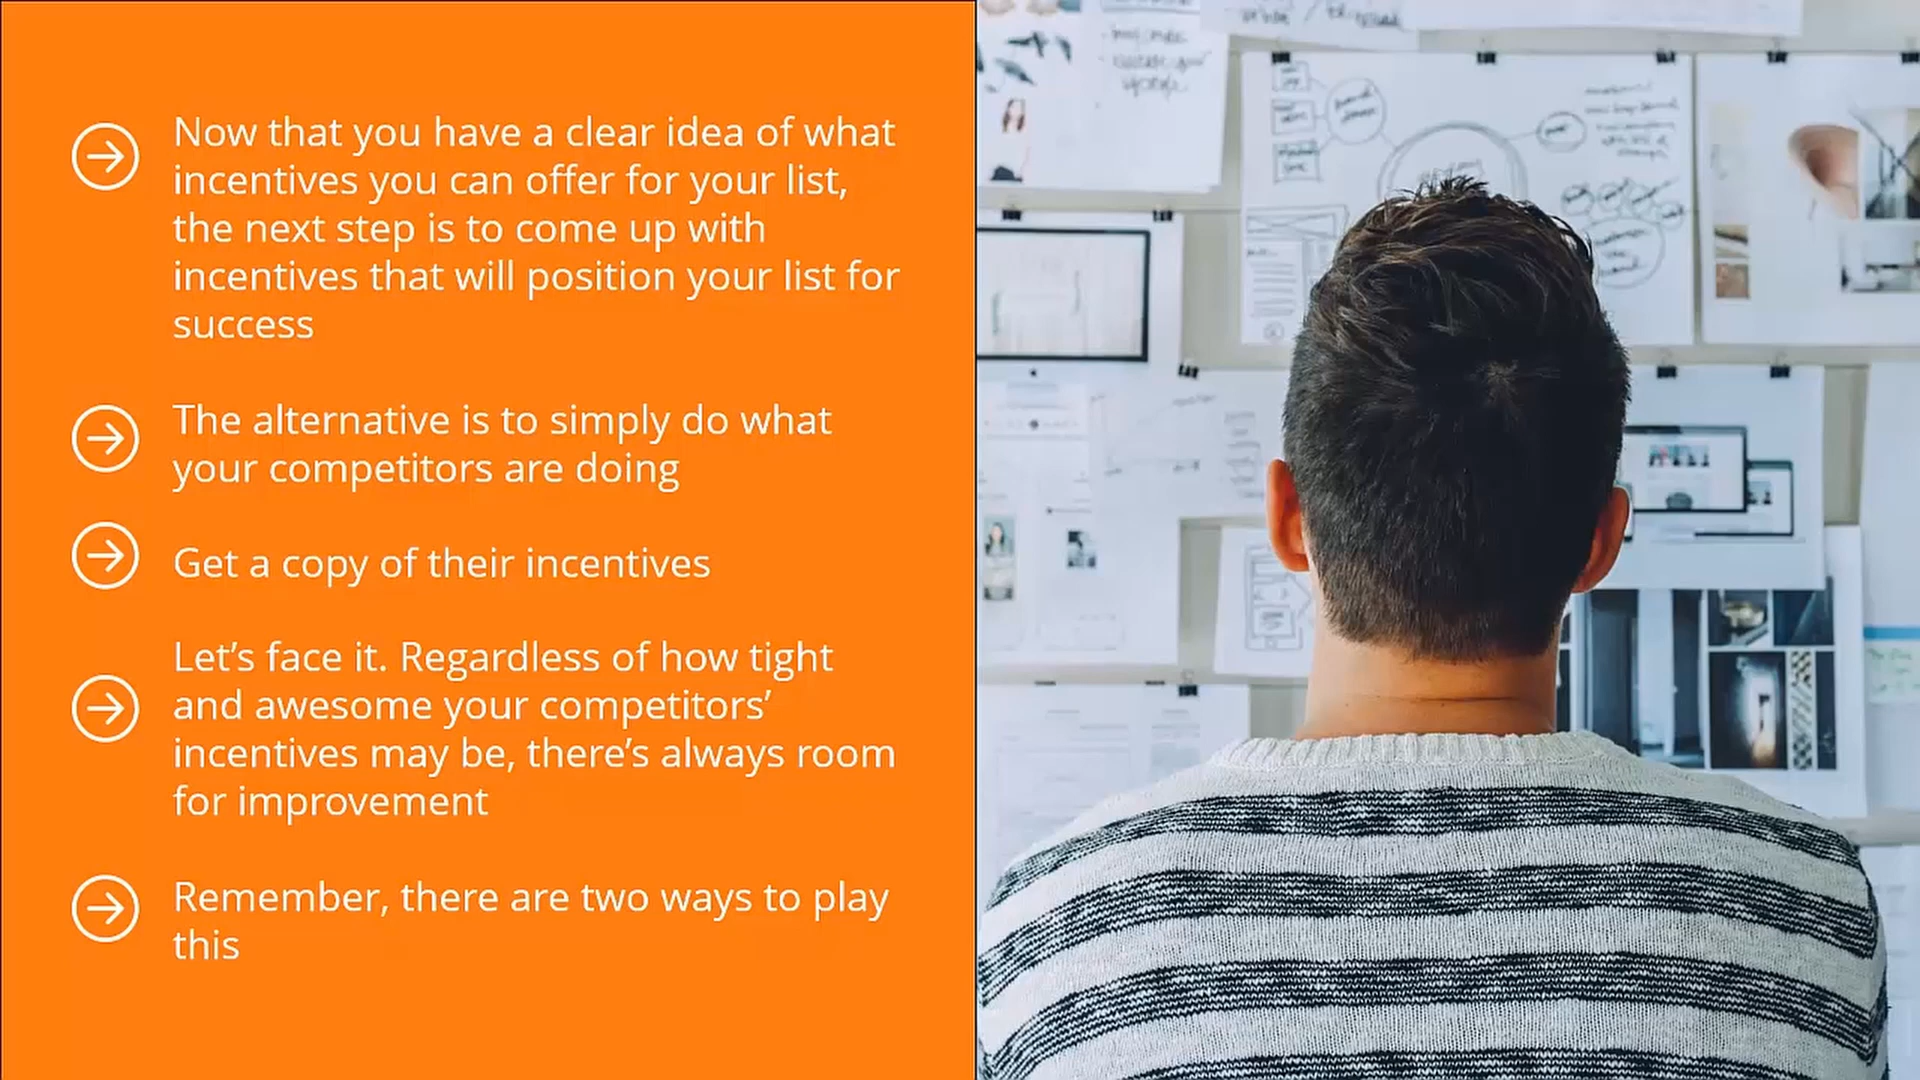 Now that you have a clear idea of what
incentives you can offer for your list,
the next step is to come up with
incentives that will position your list for
success
The alternative is to simply do what
your competitors are doing
Get a copy of their incentives
Let's face it. Regardless of how tight
and awesome your competitors'
incentives may be, there's always room
for improvement
Remember, there are two ways to play
this